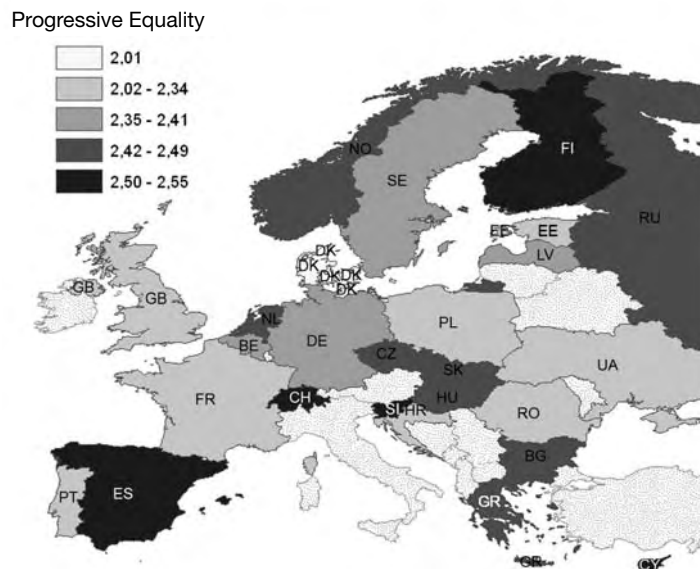 Progressive Equality
2,01
2,02 - 2,34
2,35 - 2,41
2,42 - 2,49
2,50 - 2,55
NO
FI
SE
RU
EE
EE
DK
LV
DK
DK
DK
DK
GB
GB
NL
PL
BE
DE
CZ
SK
UA
FR
CH
HU
SI
HR
RO
BG
PT
ES
GR
GR
CY